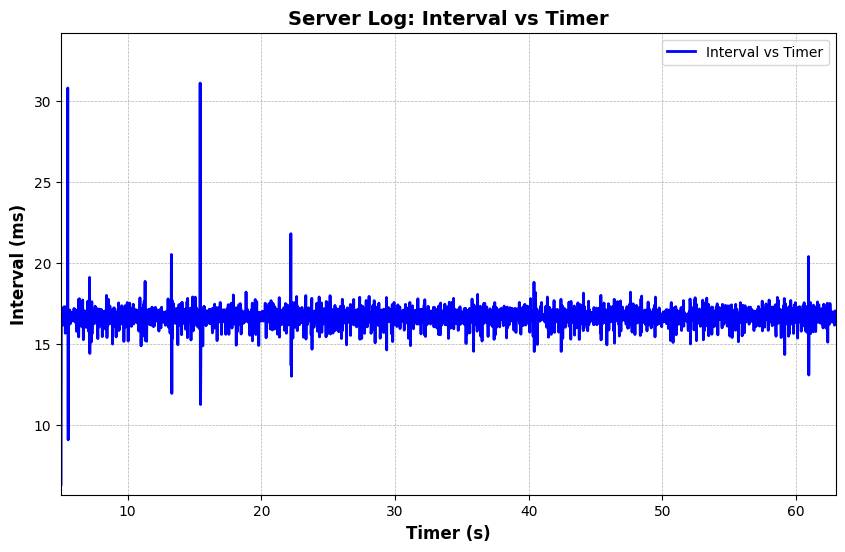 Server Log: Interval vs Timer
Interval vs Timer
Interval (ms)
30
25
20
15
10
10 20 30 40 50 60
Timer (s)